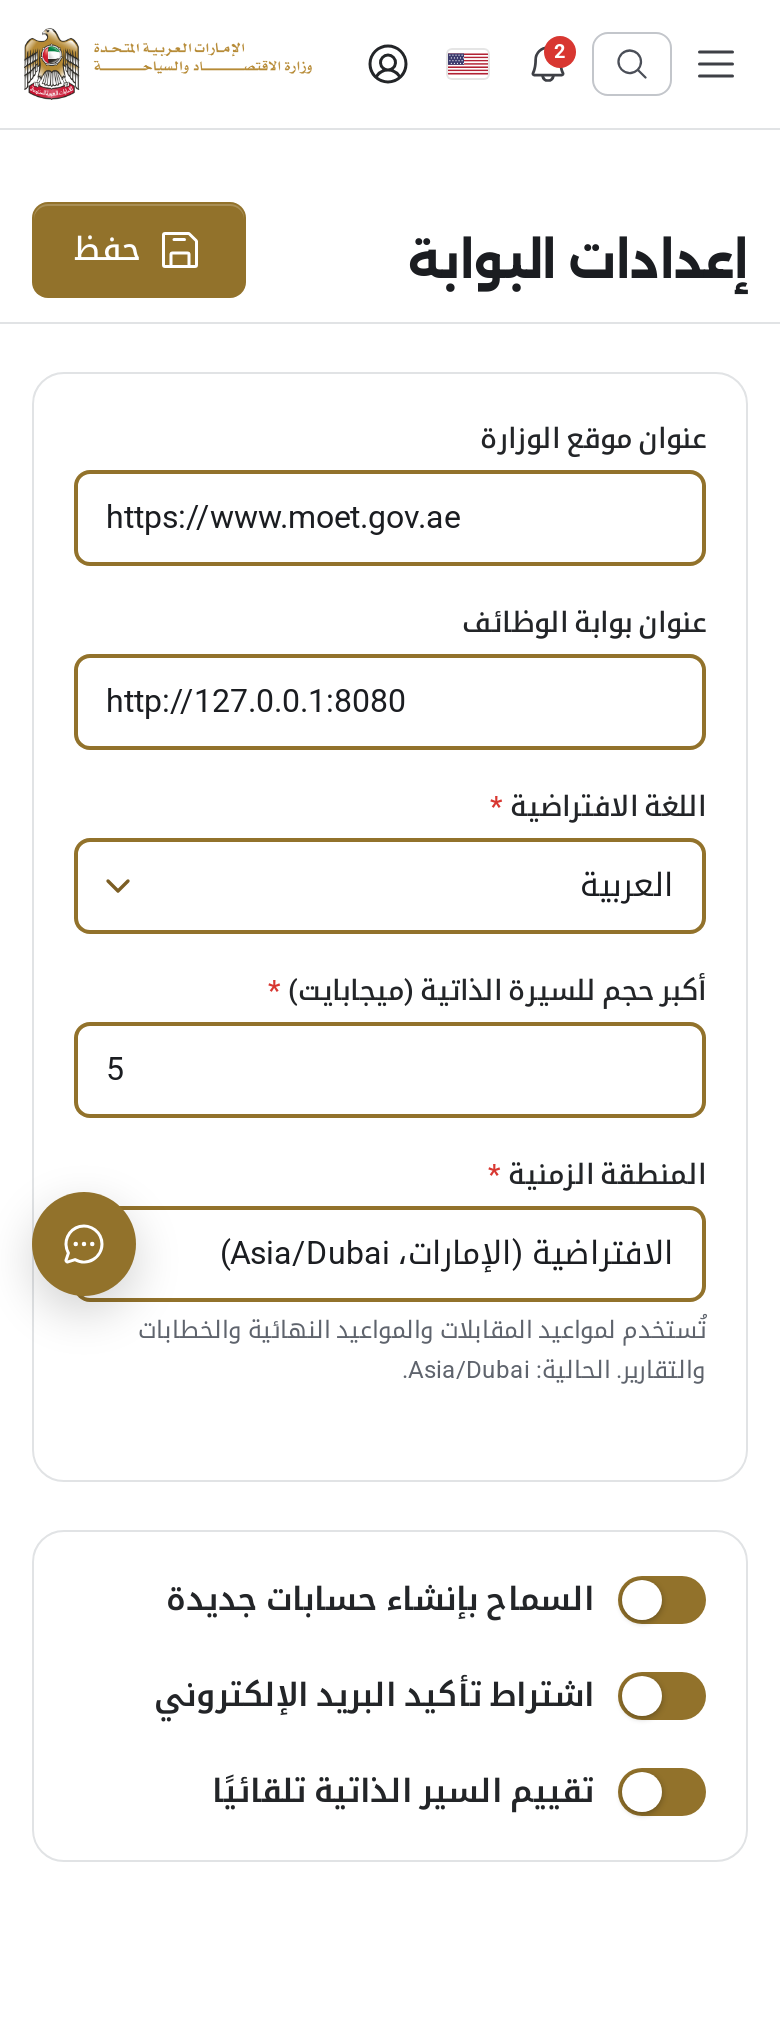 الإمارات العربية المتحدة
وزارة الاقتصاد والسياحة
2
إعدادات البوابة
حفظ
عنوان موقع الوزارة
https://www.moet.gov.ae
عنوان بوابة الوظائف
http://127.0.0.1:8080
اللغة الافتراضية *
العربية
أكبر حجم للسيرة الذاتية (ميجابايت) *
5
المنطقة الزمنية *
الافتراضية (الإمارات، Asia/Dubai)
تُستخدم لمواعيد المقابلات والمواعيد النهائية والخطابات
والتقارير. الحالية: Asia/Dubai.
السماح بإنشاء حسابات جديدة
اشتراط تأكيد البريد الإلكتروني
تقييم السير الذاتية تلقائيًا